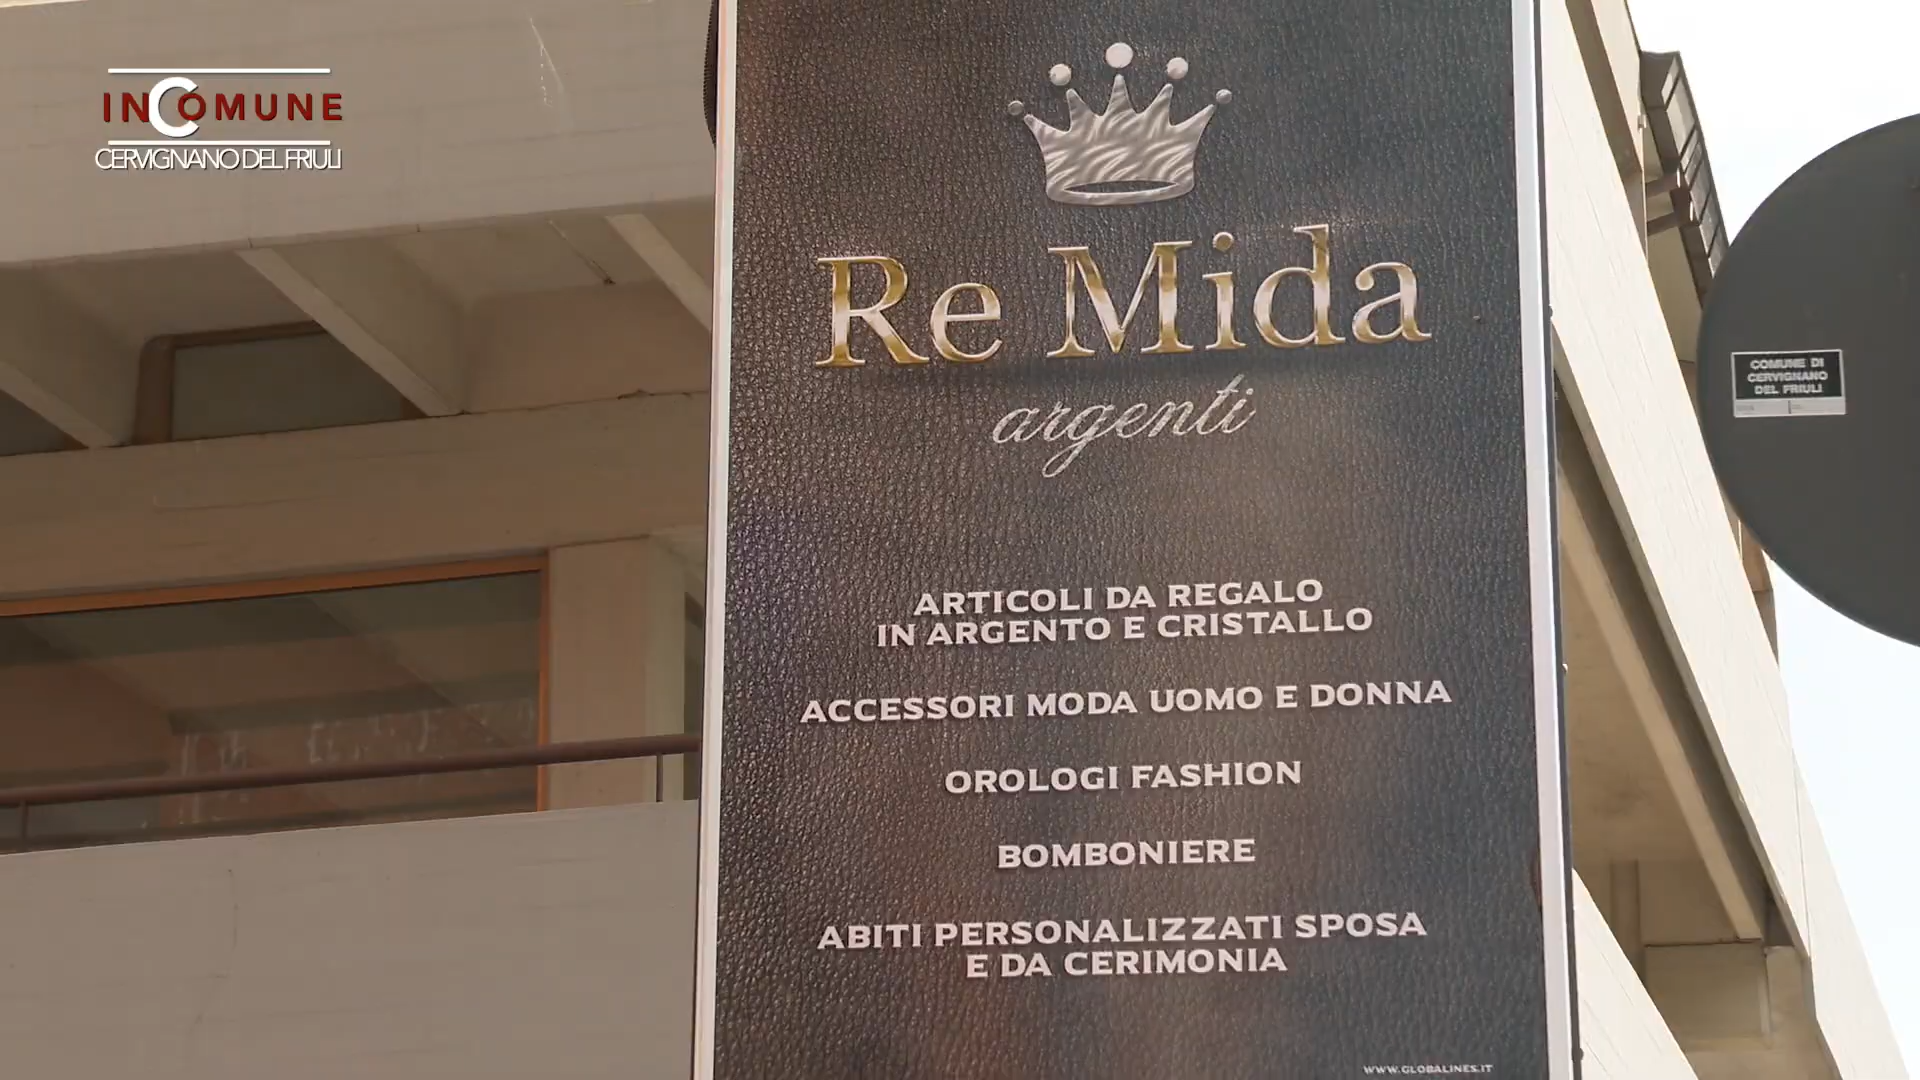 INCOMUNE
CERVIGNANO DEL FRIULI
Re Mida
argenti
ARTICOLI DA REGALO
IN ARGENTO E CRISTALLO
ACCESSORI MODA UOMO E DONNA
OROLOGI FASHION
BOMBONIERE
ABITI PERSONALIZZATI SPOSA
E DA CERIMONIA
WWW.GLOBALINES.IT
COMUNE DI
CERVIGNANO
DEL FRIULI